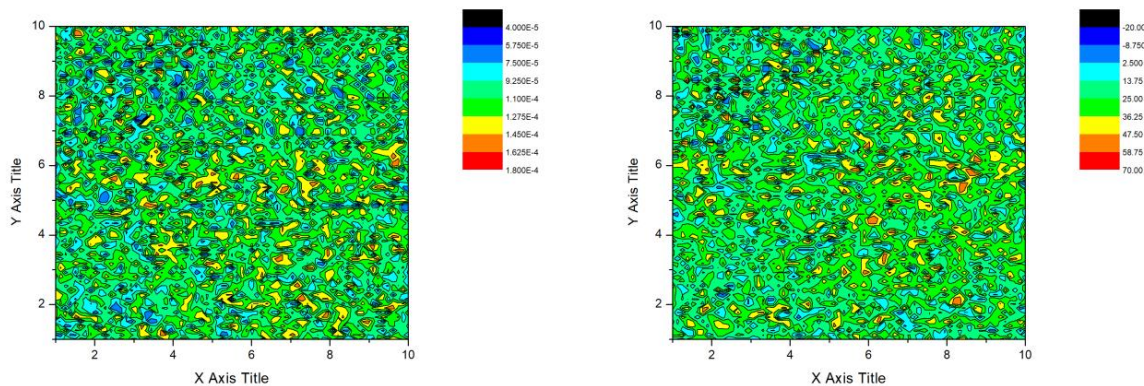 10
8
6
4
2
2 4 6 8 10
Y Axis Title
X Axis Title
4.000E-5
5.750E-5
7.500E-5
9.250E-5
1.100E-4
1.275E-4
1.450E-4
1.625E-4
1.800E-4
10
8
6
4
2
2 4 6 8 10
Y Axis Title
X Axis Title
-20.00
-8.750
2.500
13.75
25.00
36.25
47.50
58.75
70.00